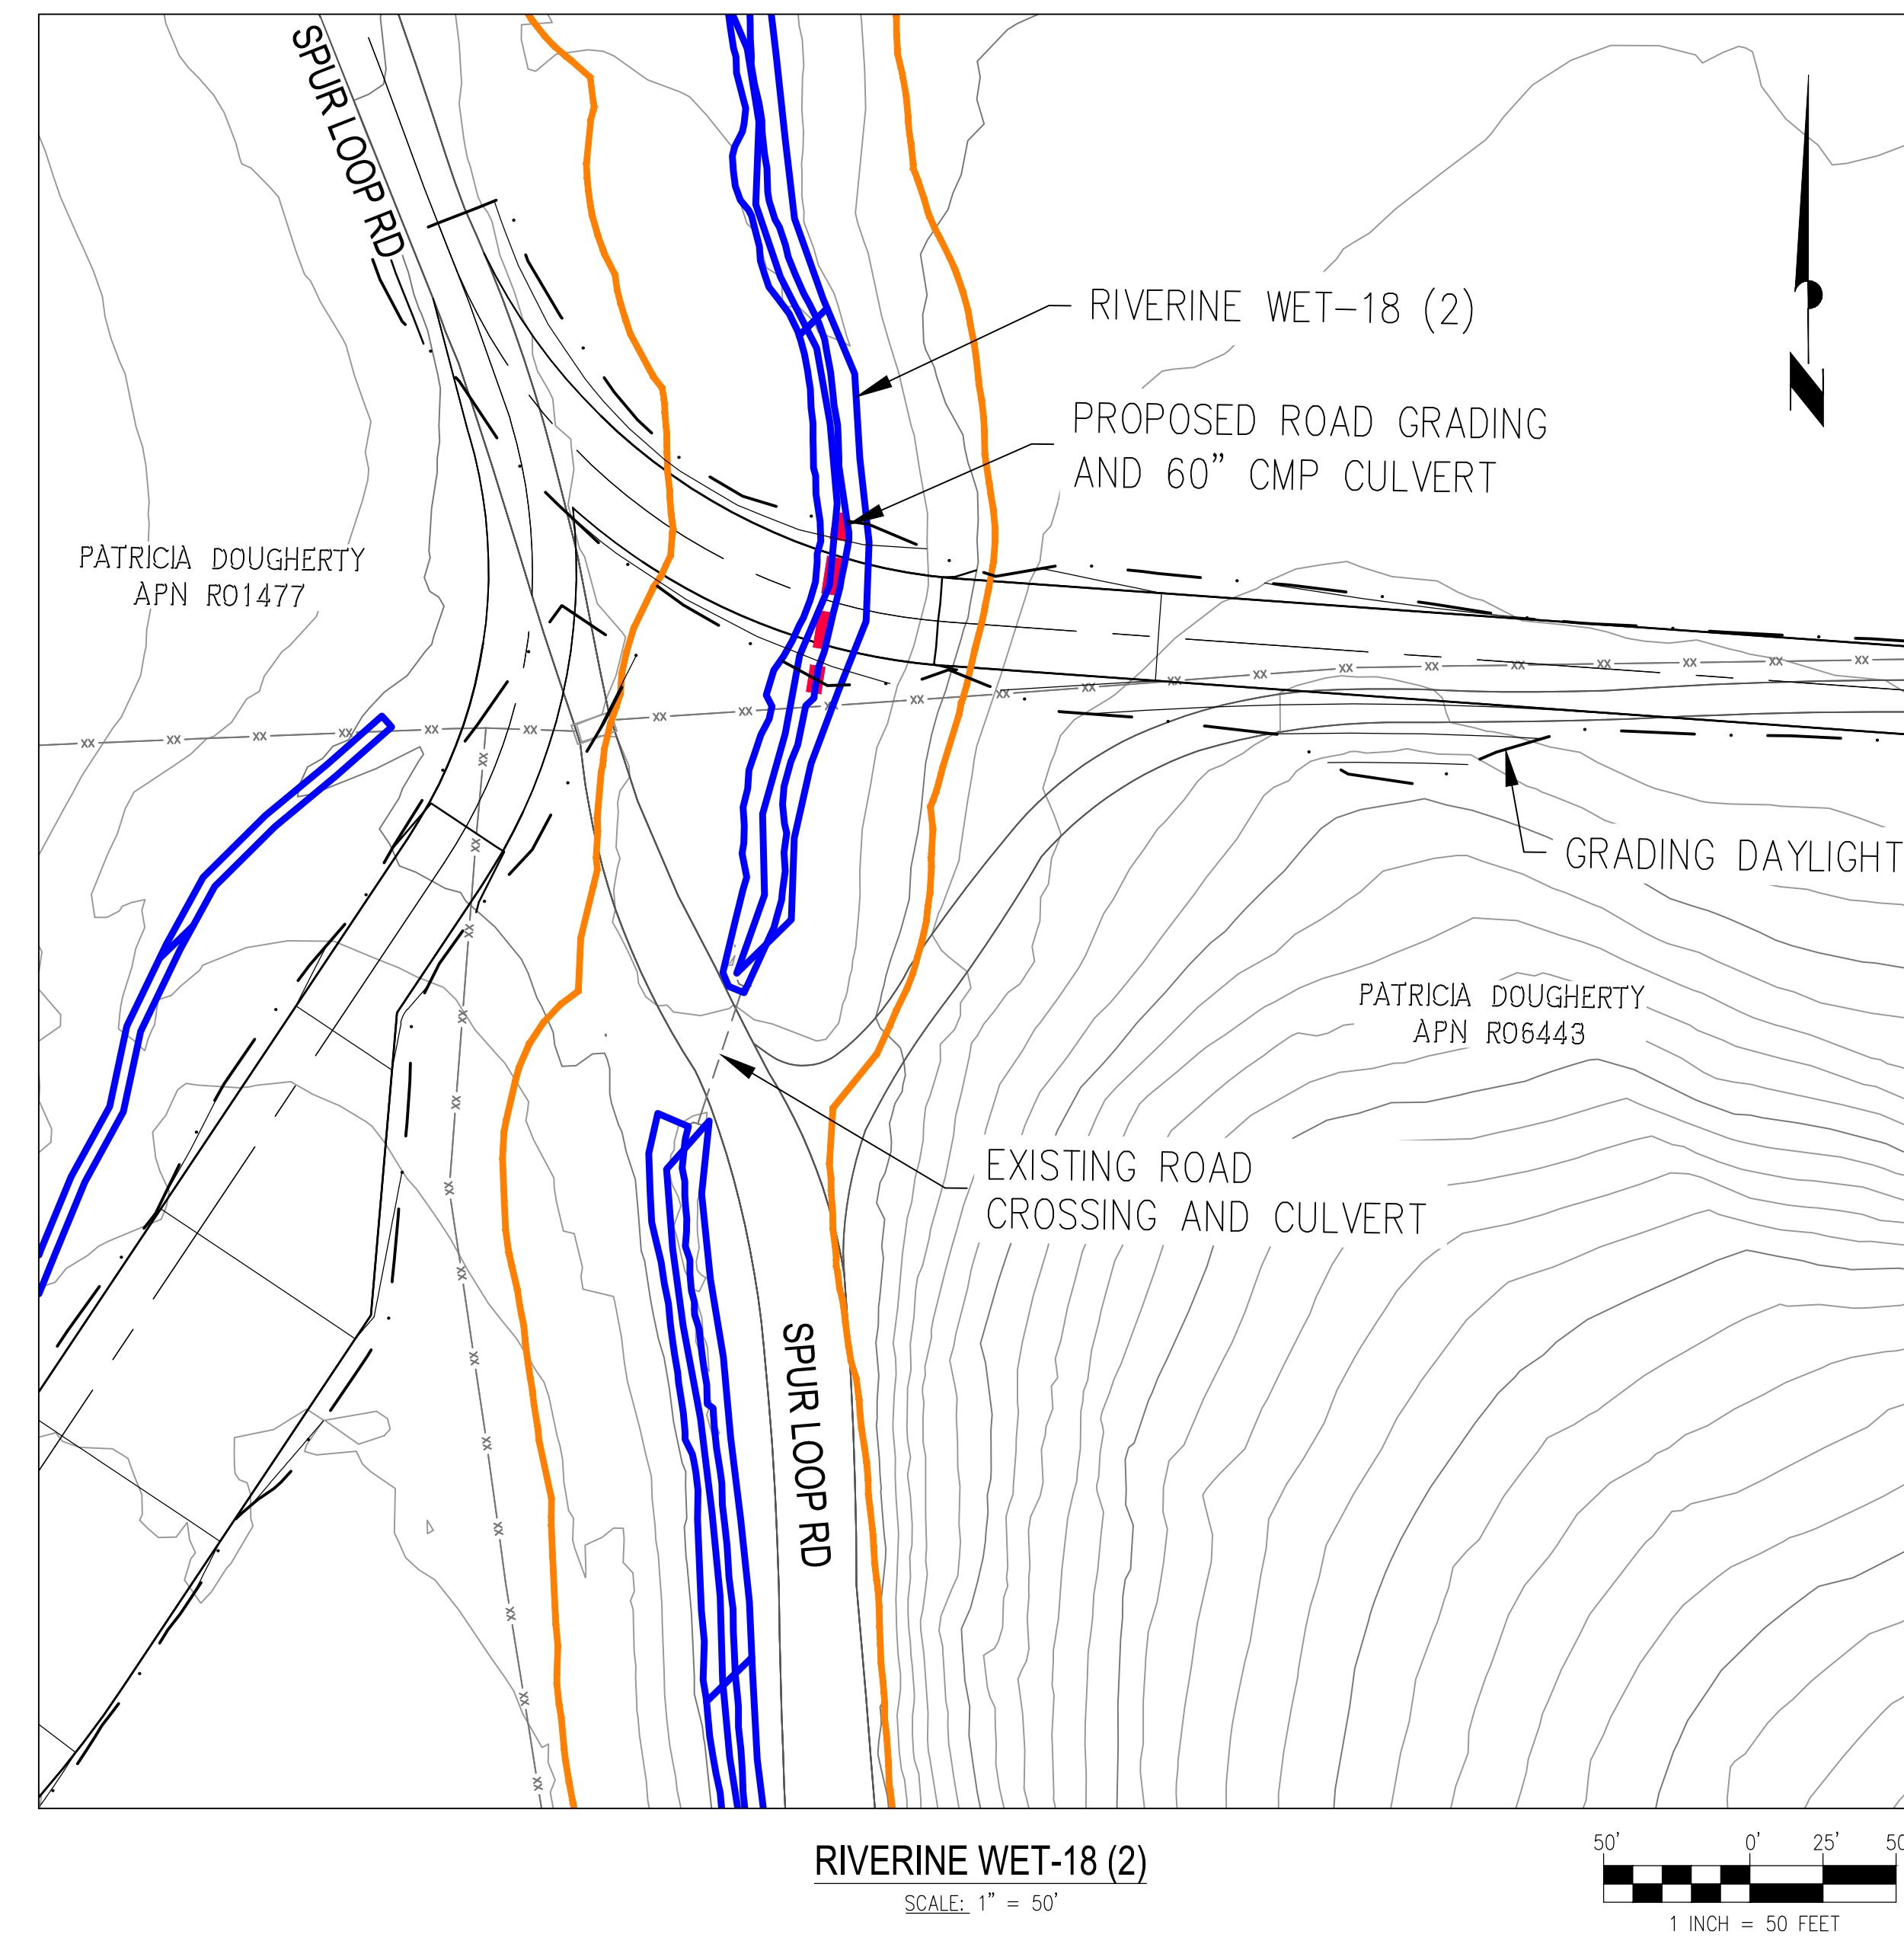 SPUR LOOP RD
RIVERINE WET-18 (2)
PROPOSED ROAD GRADING
AND 60" CMP CULVERT
N
PATRICIA DOUGHERTY
APN R01477
GRADING DAYLIGHT
PATRICIA DOUGHERTY
APN R06443
EXISTING ROAD
CROSSING AND CULVERT
SPUR LOOP RD
RIVERINE WET-18 (2)
SCALE: 1" = 50'
50' 0' 25' 50
1 INCH = 50 FEET